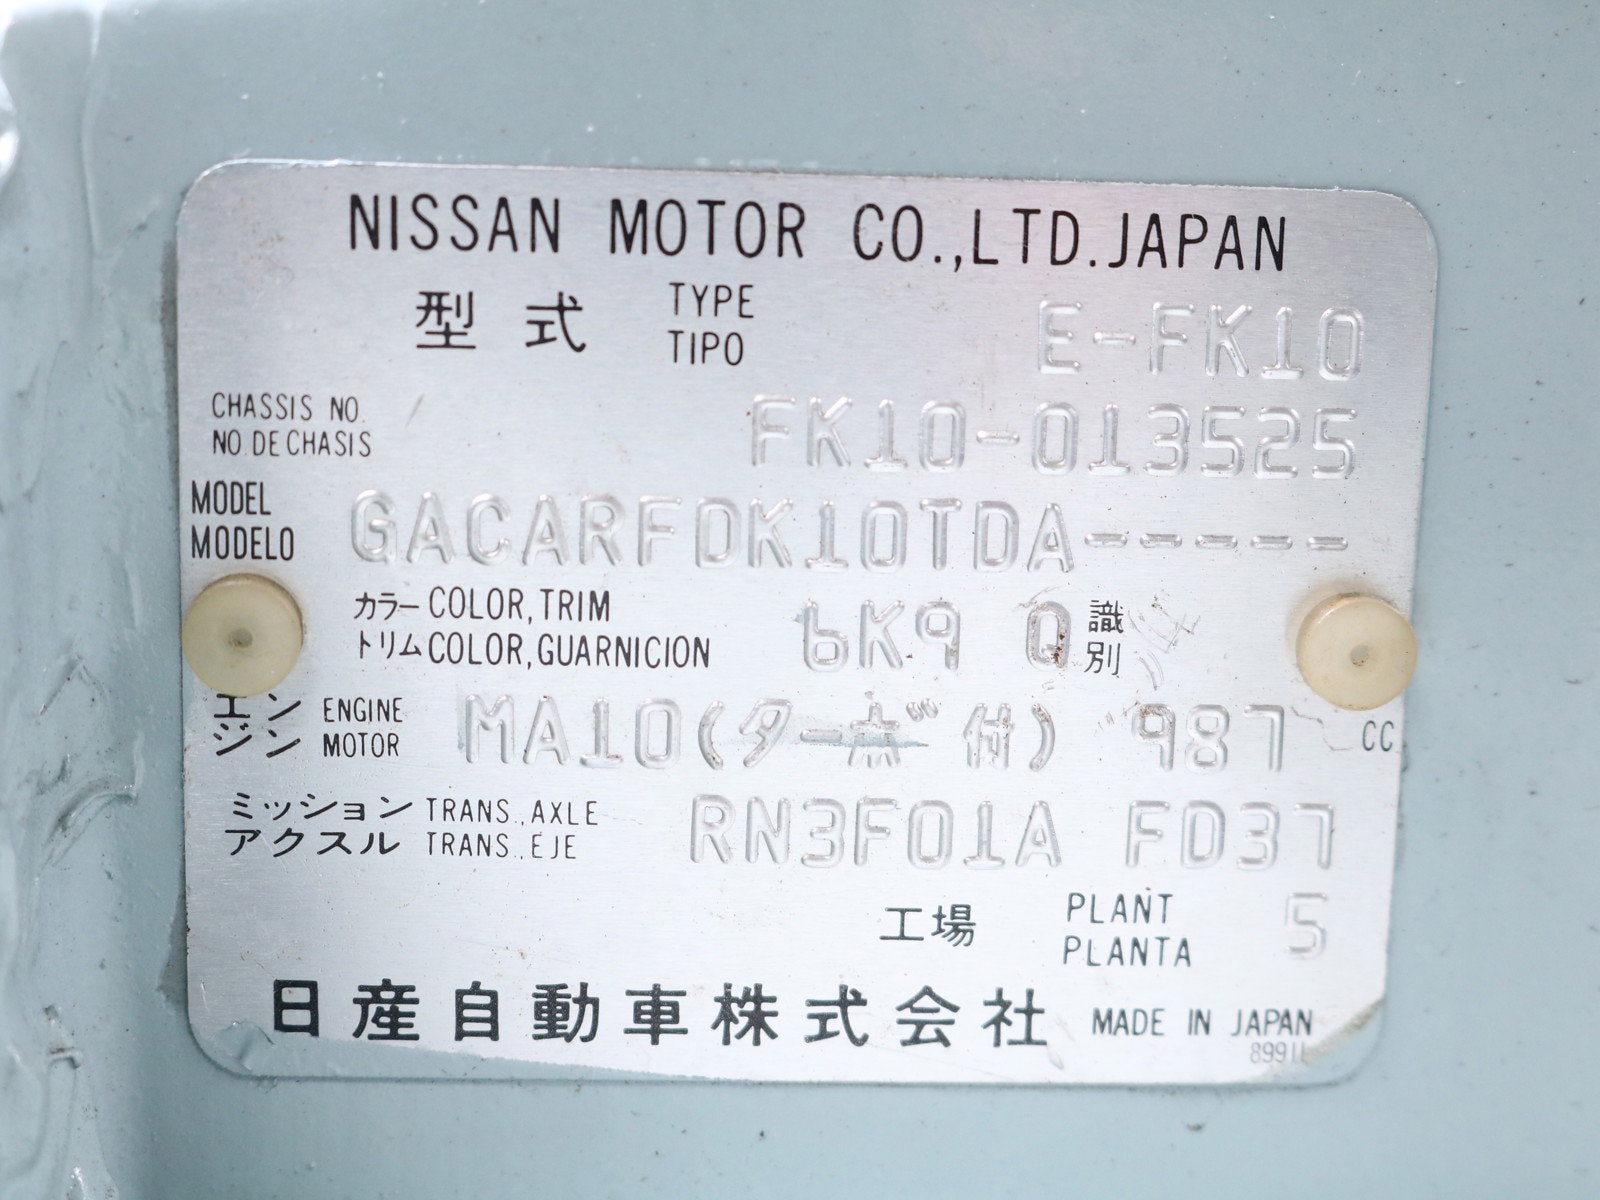 NISSAN MOTOR CO.,LTD.JAPAN
型式 TYPE E-FK10
TIPO
CHASSIS NO. FK10-013525
NO. DE CHASIS
MODEL GACARFDK10TDA-----
MODELO
カラー COLOR, TRIM 6K9 Q 識別
トリム COLOR, GUARNICION
エン ENGINE MA10(ターボ付) 987 CC
ジン MOTOR
ミッション TRANS., AXLE RN3F01A FD37
アクスル TRANS., EJE
工場 PLANT 5
PLANTA
日産自動車株式会社 MADE IN JAPAN